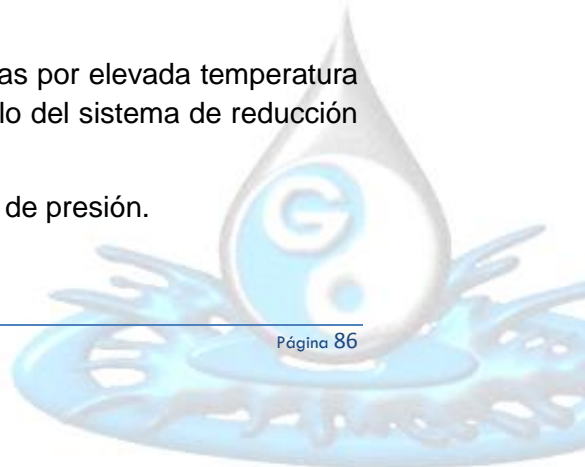 as por elevada temperatura
lo del sistema de reducción
de presión.
G
Página 86